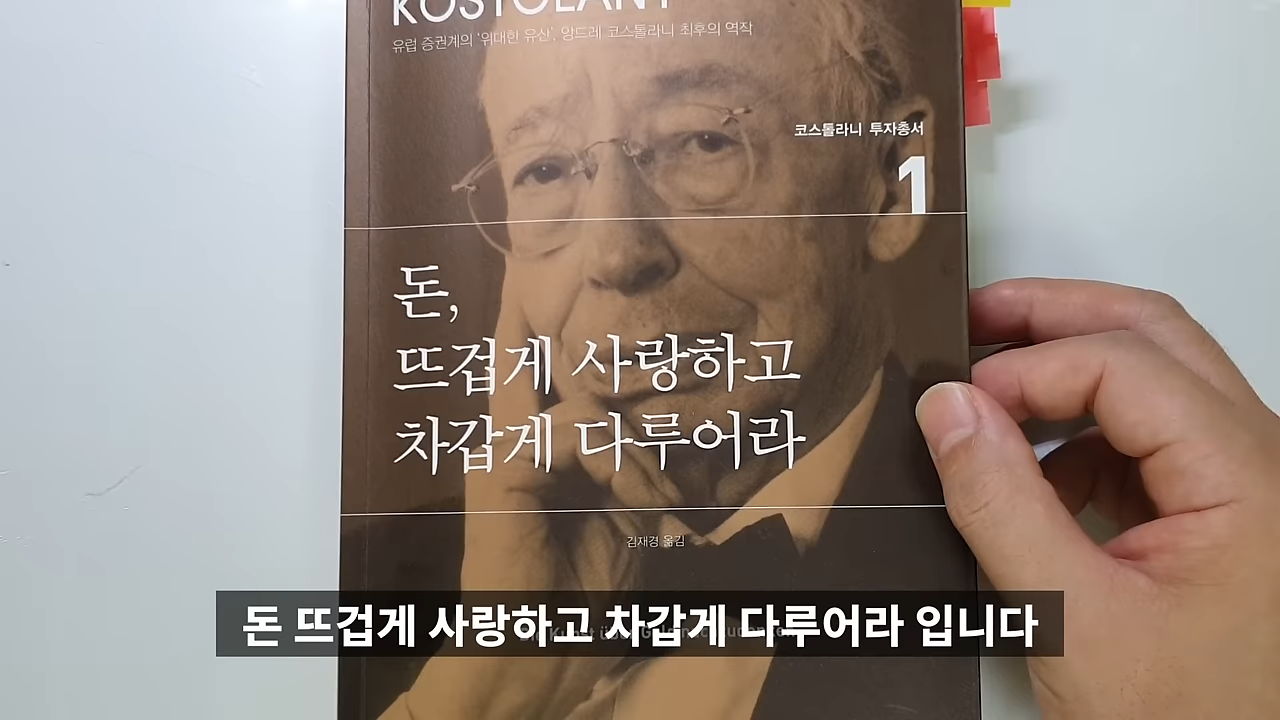 KOSTOLANY
유럽 증권계의 '위대한 유산', 앙드레 코스톨라니 최후의 역작
코스톨라니 투자총서
1
돈,
뜨겁게 사랑하고
차갑게 다루어라
김재경 옮김
돈 뜨겁게 사랑하고 차갑게 다루어라 입니다